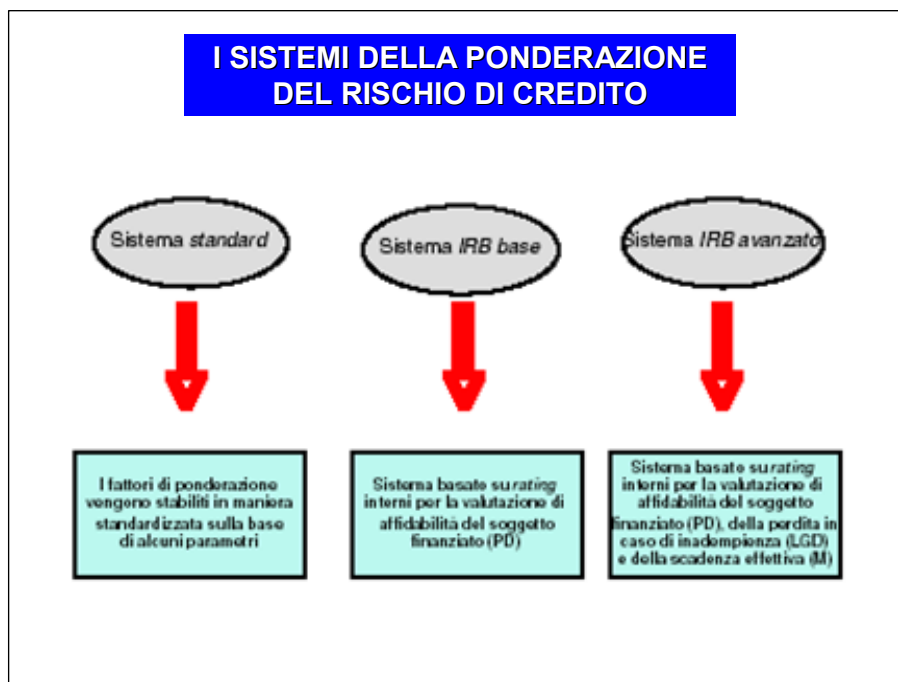 I SISTEMI DELLA PONDERAZIONE
DEL RISCHIO DI CREDITO
Sistema standard
Sistema IRB base
Sistema IRB avanzato
I fattori di ponderazione
vengono stabiliti in maniera
standardizzata sulla base
di alcuni parametri
Sistema basato su rating
interni per la valutazione di
affidabilità del soggetto
finanziato (PD)
Sistema basato su rating
interni per la valutazione di
affidabilità del soggetto
finanziato (PD), della perdita in
caso di inadempienza (LGD)
e della scadenza effettiva (M)